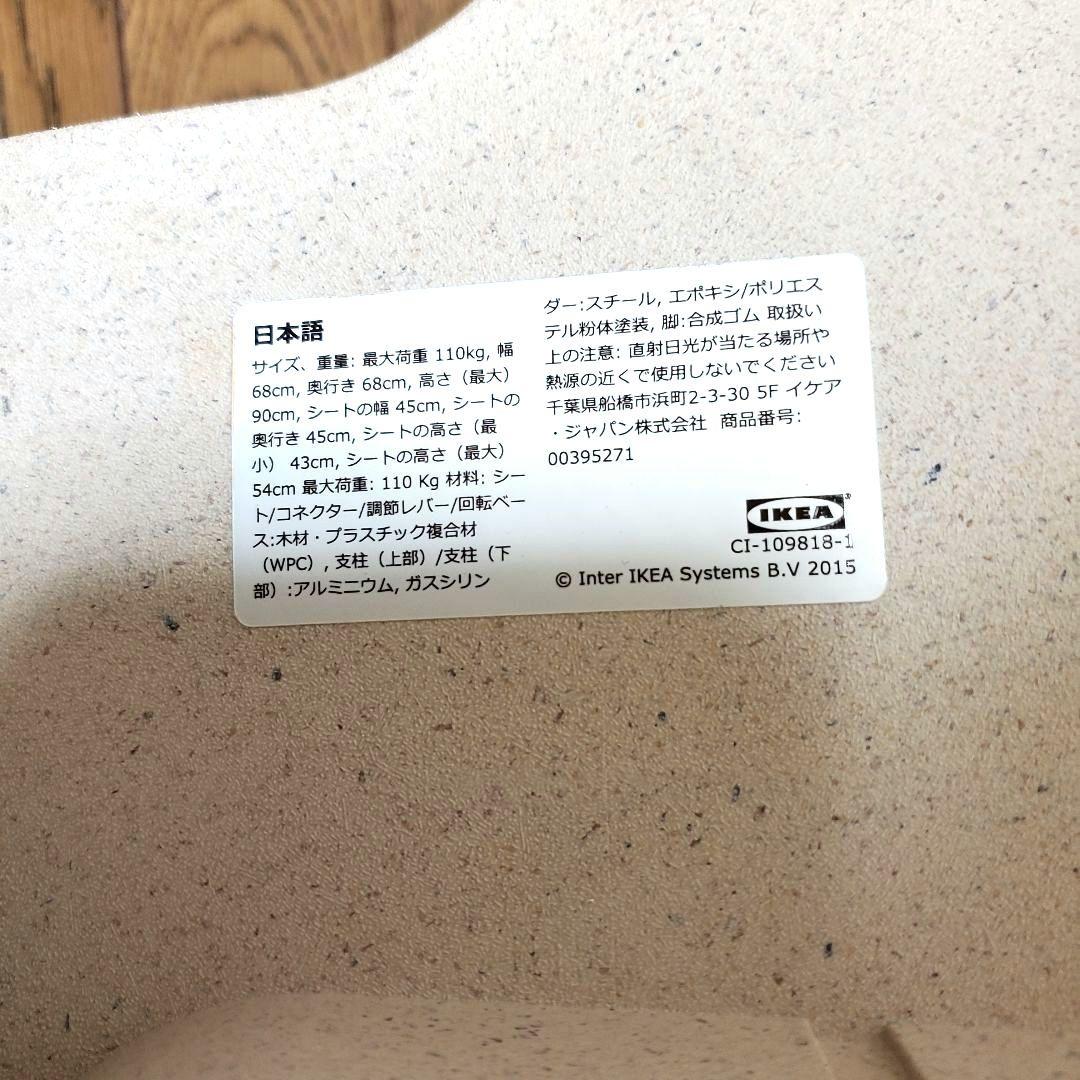 日本語
サイズ、重量: 最大荷重 110kg, 幅
68cm, 奥行き 68cm, 高さ（最大）
90cm, シートの幅 45cm, シートの
奥行き 45cm, シートの高さ（最
小） 43cm, シートの高さ（最大）
54cm 最大荷重: 110 Kg 材料: シー
ト/コネクター/調節レバー/回転ベー
ス:木材・プラスチック複合材
（WPC）, 支柱（上部）/支柱（下
部）:アルミニウム, ガスシリン
ダー:スチール, エポキシ/ポリエス
テル粉体塗装, 脚:合成ゴム 取扱い
上の注意: 直射日光が当たる場所や
熱源の近くで使用しないでください
千葉県船橋市浜町2-3-30 5F イケア
・ジャパン株式会社 商品番号:
00395271
IKEA®
CI-109818-1
© Inter IKEA Systems B.V 2015